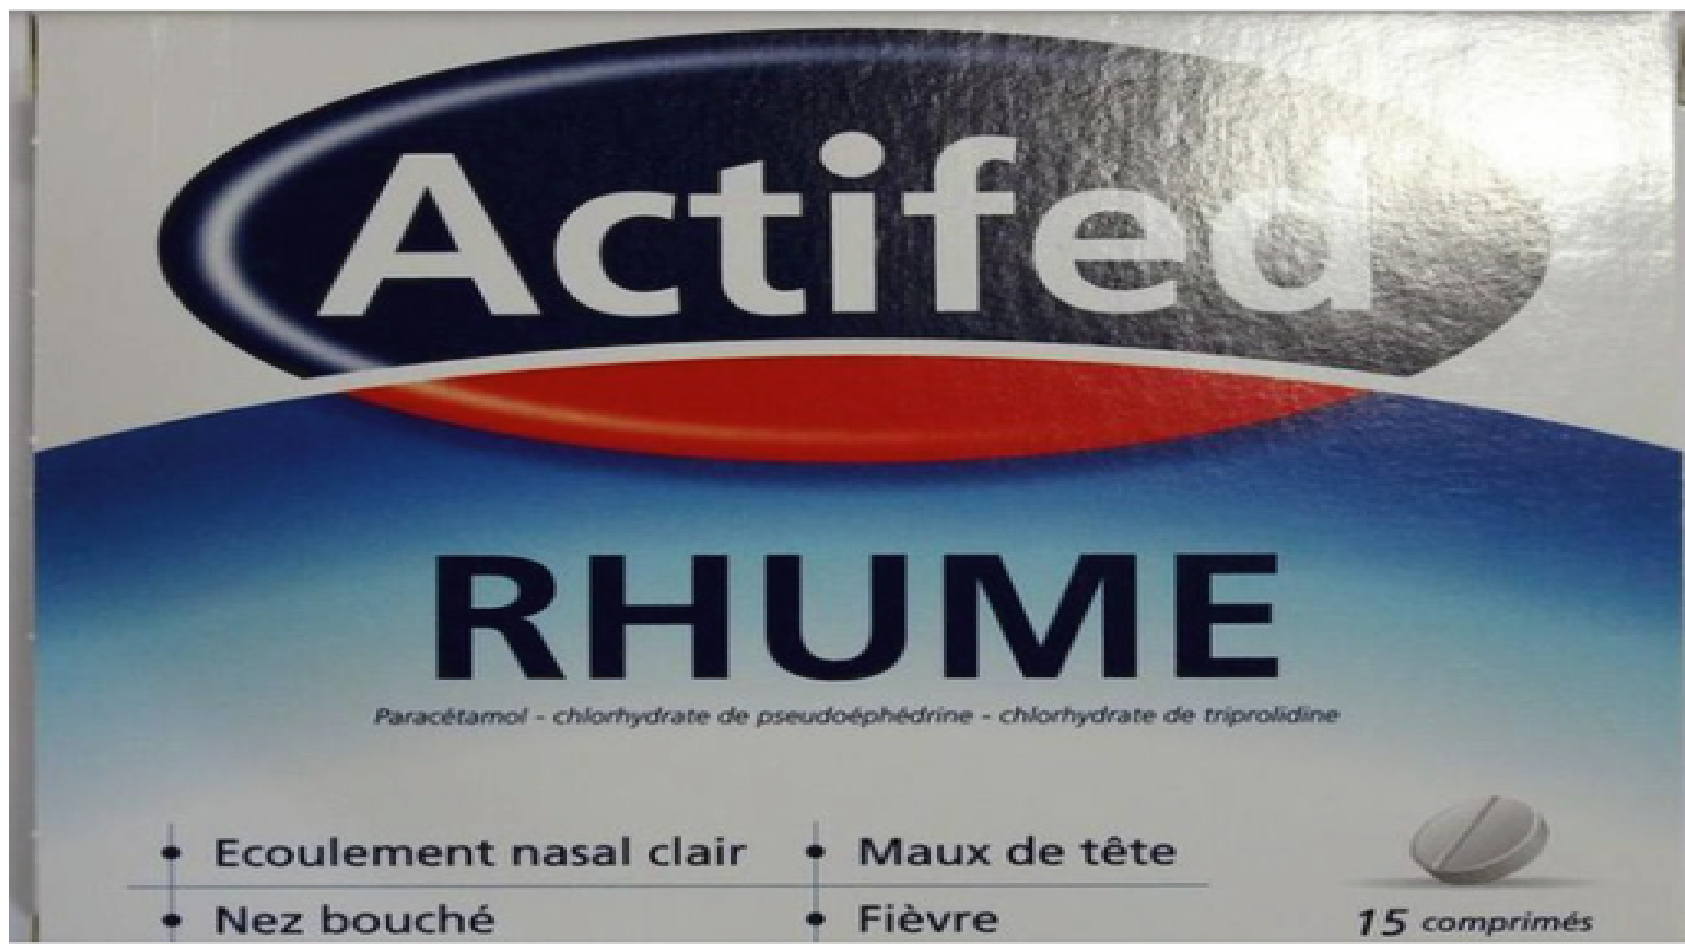 Actifed
RHUME
Paracétamol - chlorhydrate de pseudoéphédrine - chlorhydrate de triprolidine
• Ecoulement nasal clair • Maux de tête
• Nez bouché • Fièvre
15 comprimés